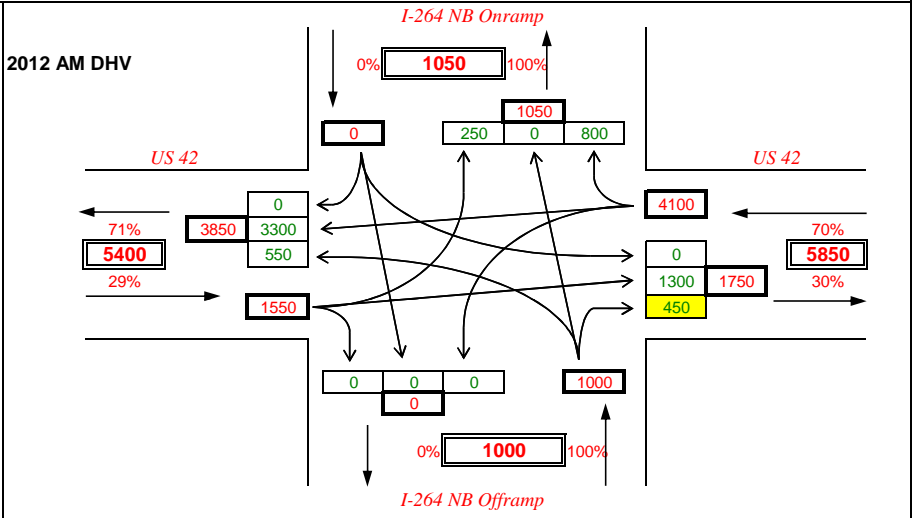 I-264 NB Onramp
2012 AM DHV
0% 1050 100%
1050
0 250 0 800
US 42 US 42
0 4100
71% 3850 3300 70%
5400 550 0 5850
29% 1300 1750 30%
1550 450
0 0 0 1000
0
0% 1000 100%
I-264 NB Offramp